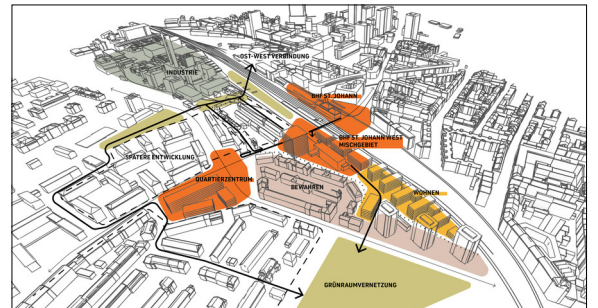 OST-WEST VERBINDUNG
INDUSTRIE
BHF ST. JOHANN
BHF ST. JOHANN WEST
MISCHGEBIET
SPÄTERE ENTWICKLUNG
QUARTIERZENTRUM
BEWAHREN
WOHNEN
GRÜNRAUMVERNETZUNG